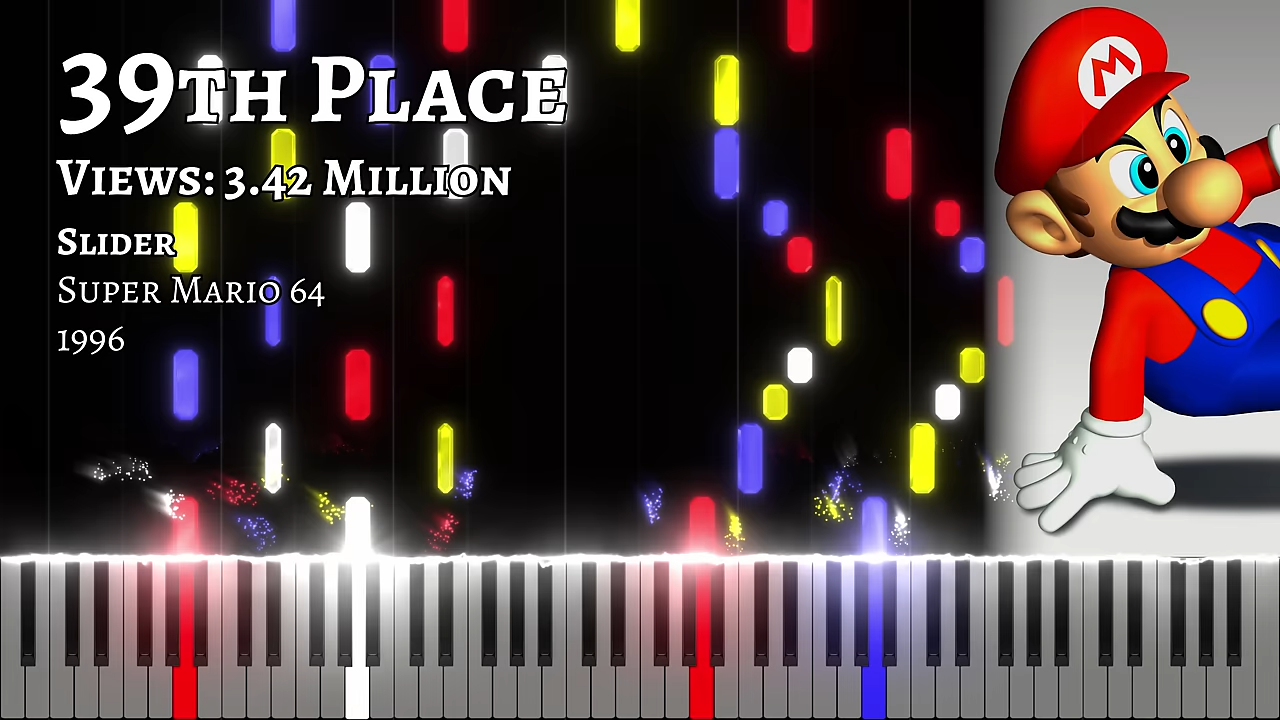 39th Place
Views: 3.42 Million
Slider
Super Mario 64
1996
M